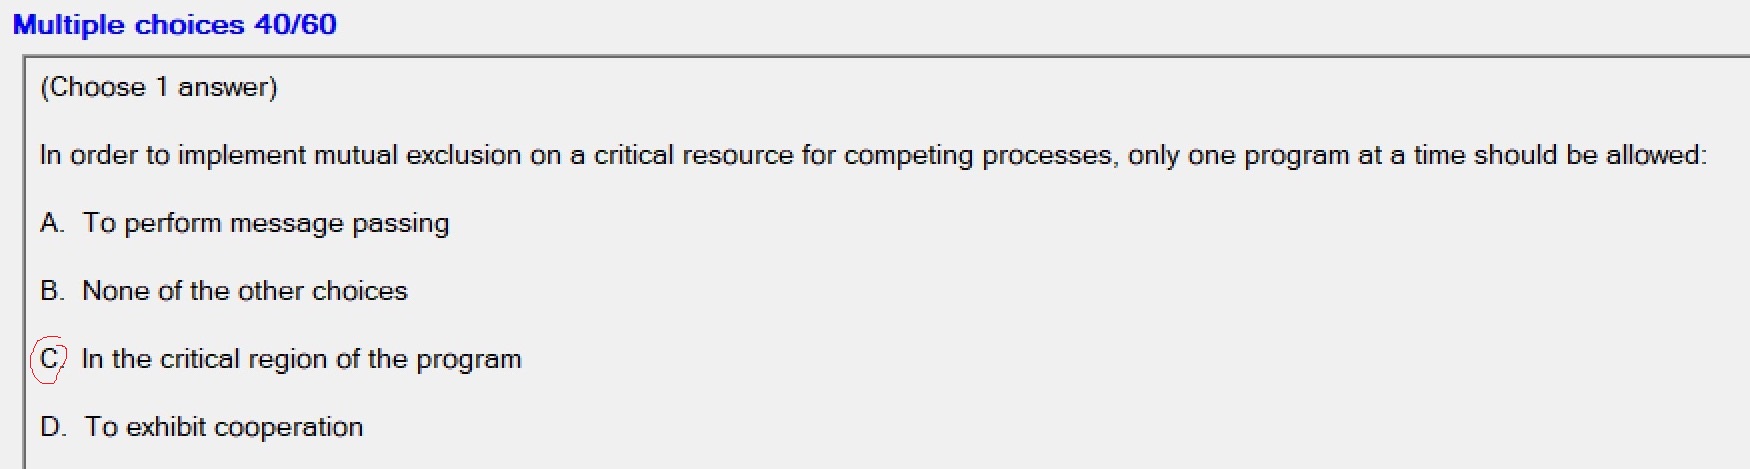 Multiple choices 40/60
(Choose 1 answer)
In order to implement mutual exclusion on a critical resource for competing processes, only one program at a time should be allowed:
A. To perform message passing
B. None of the other choices
C. In the critical region of the program
D. To exhibit cooperation